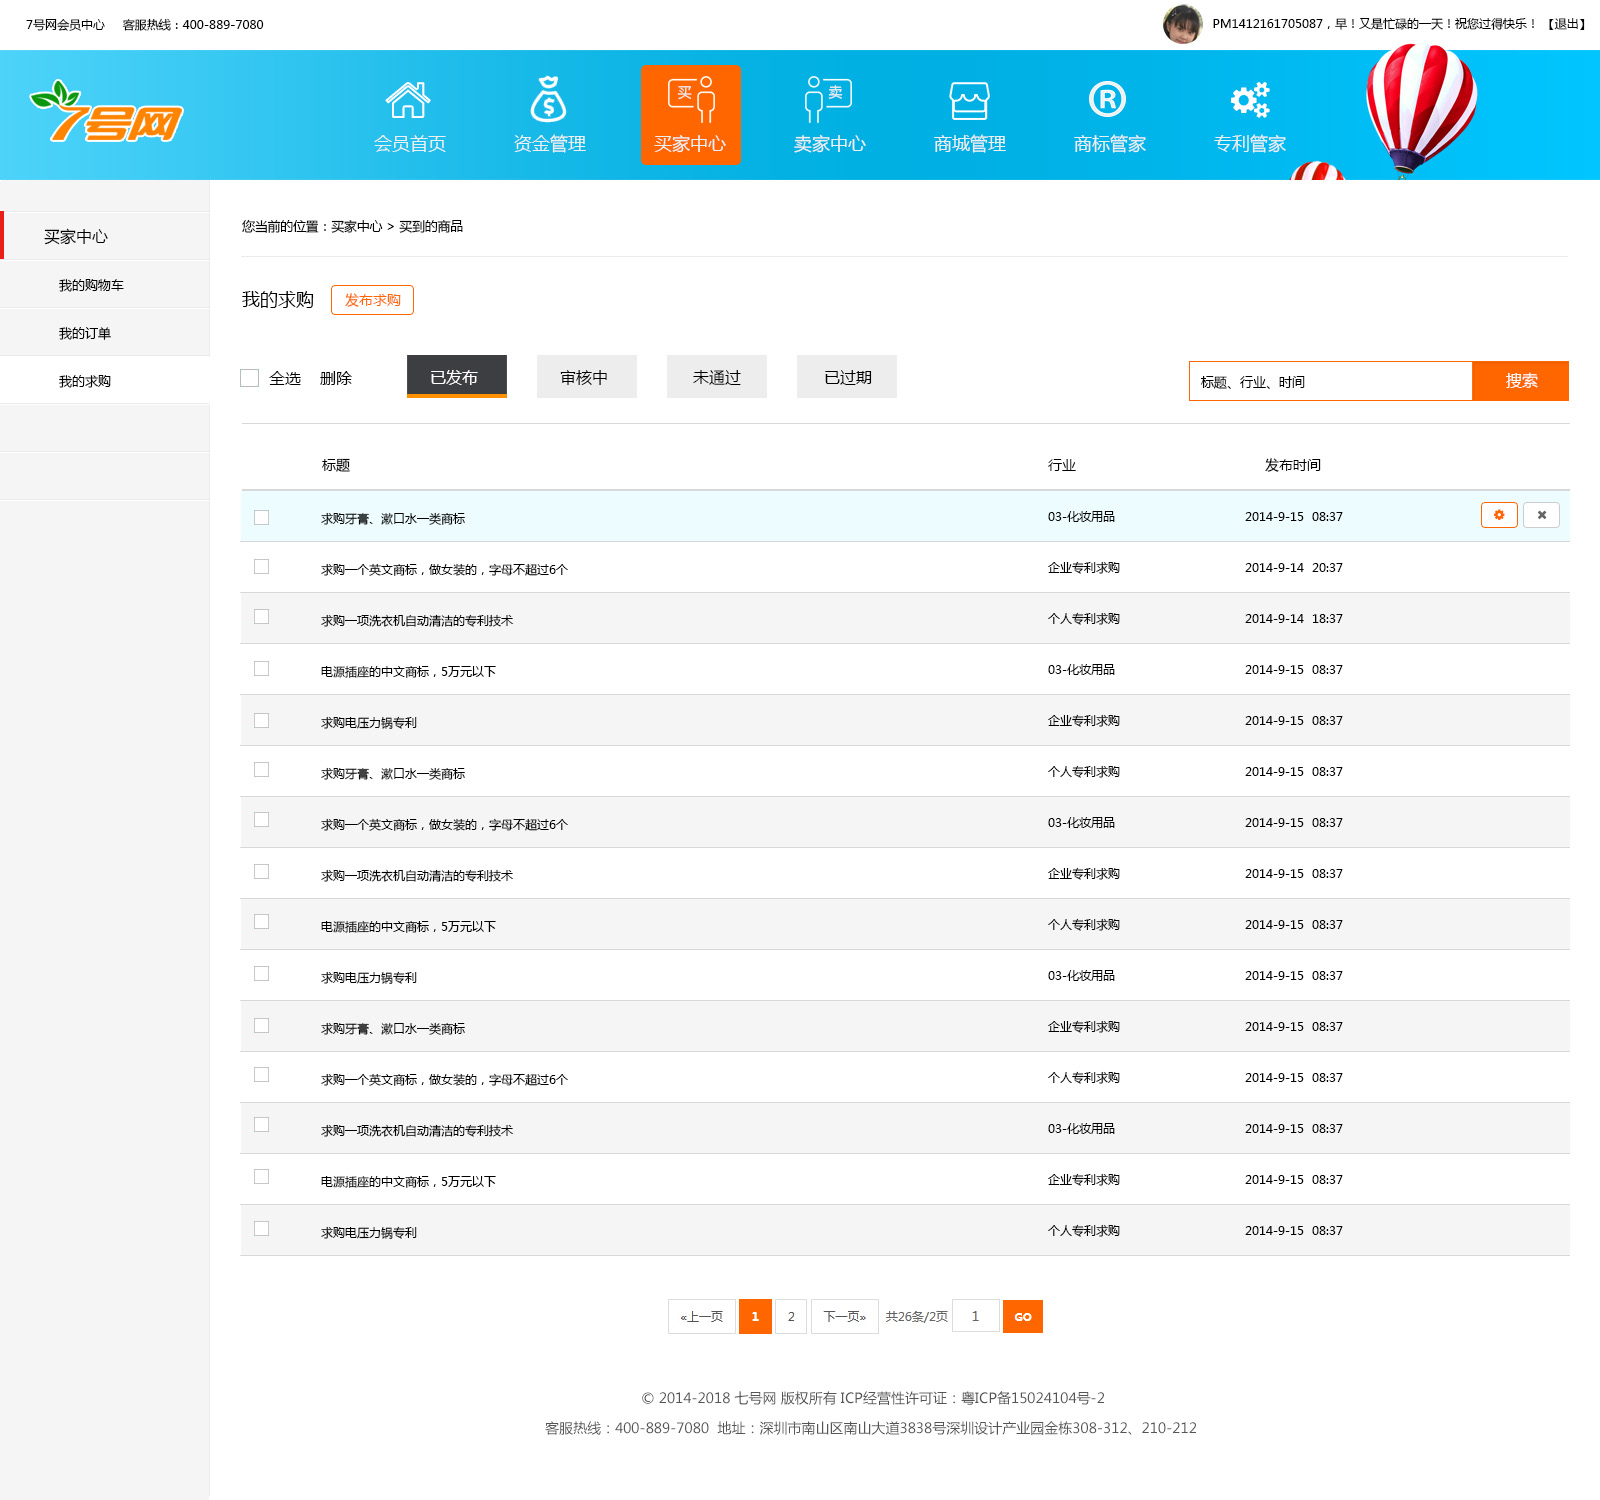 7号网会员中心 客服热线：400-889-7080
PM1412161705087，早！又是忙碌的一天！祝您过得快乐！【退出】
7号网
买 卖 R
会员首页 资金管理 买家中心 卖家中心 商城管理 商标管家 专利管家
买家中心
我的购物车
我的订单
我的求购
您当前的位置：买家中心 > 买到的商品
我的求购 发布求购
全选 删除 已发布 审核中 未通过 已过期 标题、行业、时间 搜索
标题 行业 发布时间
求购牙膏、漱口水一类商标 03-化妆用品 2014-9-15 08:37
求购一个英文商标，做女装的，字母不超过6个 企业专利求购 2014-9-14 20:37
求购一项洗衣机自动清洁的专利技术 个人专利求购 2014-9-14 18:37
电源插座的中文商标，5万元以下 03-化妆用品 2014-9-15 08:37
求购电压力锅专利 企业专利求购 2014-9-15 08:37
求购牙膏、漱口水一类商标 个人专利求购 2014-9-15 08:37
求购一个英文商标，做女装的，字母不超过6个 03-化妆用品 2014-9-15 08:37
求购一项洗衣机自动清洁的专利技术 企业专利求购 2014-9-15 08:37
电源插座的中文商标，5万元以下 个人专利求购 2014-9-15 08:37
求购电压力锅专利 03-化妆用品 2014-9-15 08:37
求购牙膏、漱口水一类商标 企业专利求购 2014-9-15 08:37
求购一个英文商标，做女装的，字母不超过6个 个人专利求购 2014-9-15 08:37
求购一项洗衣机自动清洁的专利技术 03-化妆用品 2014-9-15 08:37
电源插座的中文商标，5万元以下 企业专利求购 2014-9-15 08:37
求购电压力锅专利 个人专利求购 2014-9-15 08:37
«上一页 1 2 下一页» 共26条/2页 1 GO
© 2014-2018 七号网 版权所有 ICP经营性许可证：粤ICP备15024104号-2
客服热线：400-889-7080 地址：深圳市南山区南山大道3838号深圳设计产业园金栋308-312、210-212